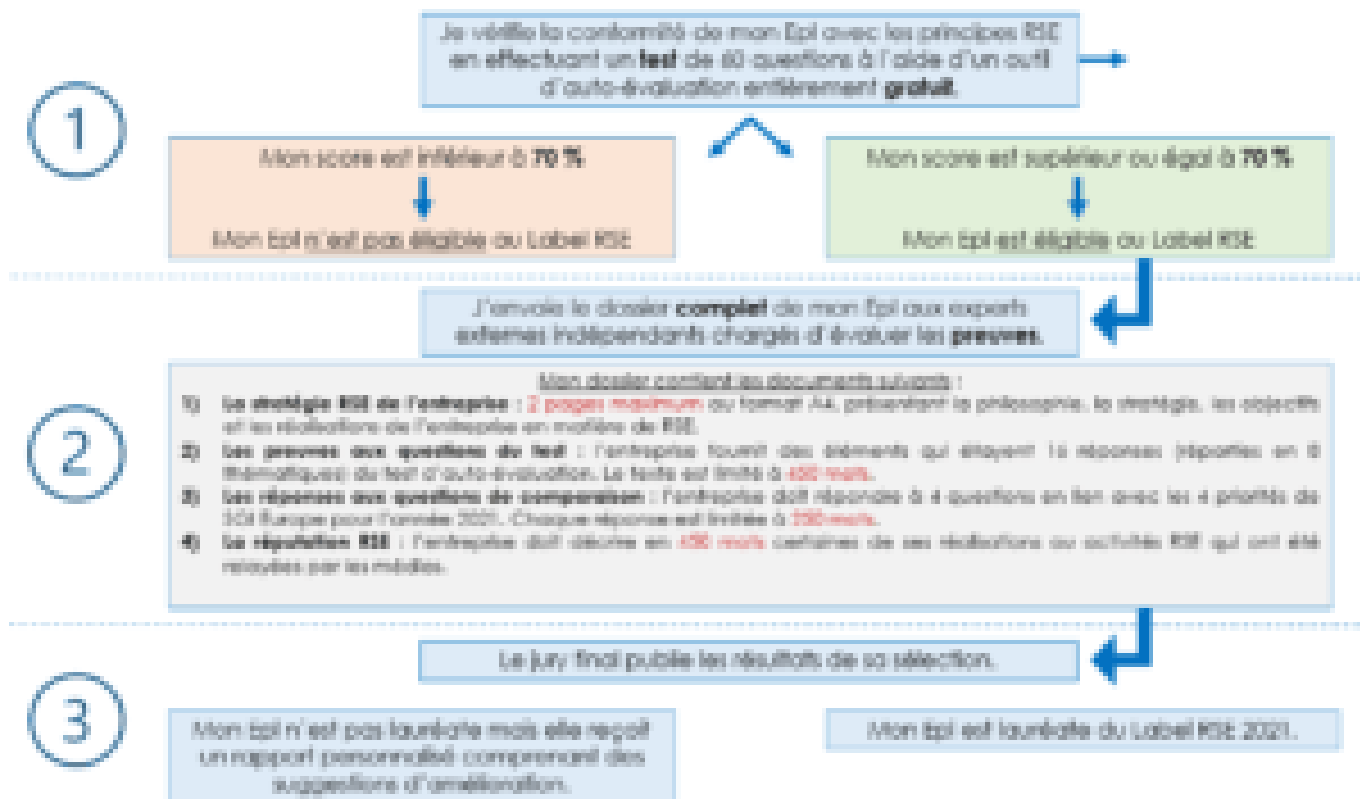 Je vérifie la conformité de mon Epl avec les principes RSE
en effectuant un test de 60 questions à l'aide d'un outil
d'auto-évaluation entièrement gratuit.
1
Mon score est inférieur à 70 %
Mon Epl n'est pas éligible au Label RSE
Mon score est supérieur ou égal à 70 %
Mon Epl est éligible au Label RSE
J'envoie le dossier complet de mon Epl aux experts
externes indépendants chargés d'évaluer les preuves.
2
Mon dossier contient les documents suivants :
1) La stratégie RSE de l'entreprise : 2 pages maximum au format A4, présentant la philosophie, la stratégie, les objectifs
et les réalisations de l'entreprise en matière de RSE.
2) Les preuves aux questions du test : l'entreprise fournit des éléments qui étayent 16 réponses (réparties en 8
thématiques) du test d'auto-évaluation. Le texte est limité à mots.
3) Les réponses aux questions de comparaison : l'entreprise doit répondre à 4 questions en lien avec les 4 priorités de
SGI Europe pour l'année 2021. Chaque réponse est limitée à mots.
4) La réputation RSE : l'entreprise doit décrire en mots certaines de ses réalisations ou activités RSE qui ont été
relayées par les médias.
3
Le jury final publie les résultats de sa sélection.
Mon Epl n'est pas lauréate mais elle reçoit
un rapport personnalisé comprenant des
suggestions d'amélioration.
Mon Epl est lauréate du Label RSE 2021.